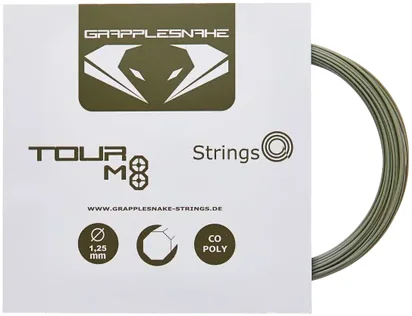 GRAPPLESNAKE
TOUR
M8
Strings
WWW.GRAPPLESNAKE-STRINGS.DE
Ø
1,25
mm
CO
POLY